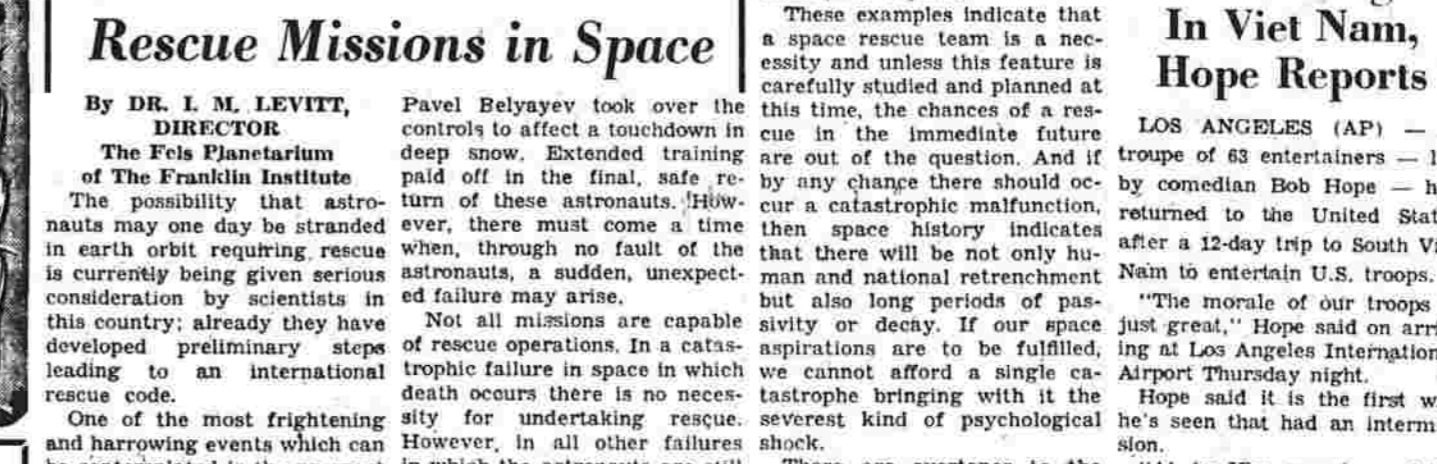 Rescue Missions in Space
By DR. I. M. LEVITT,
DIRECTOR
The Fels Planetarium
of The Franklin Institute
The possibility that astro-
nauts may one day be stranded
in earth orbit requiring rescue
is currently being given serious
consideration by scientists in
this country; already they have
developed preliminary steps
leading to an international
rescue code.
One of the most frightening
and harrowing events which can
Pavel Belyayev took over the
controls to affect a touchdown in
deep snow. Extended training
paid off in the final, safe re-
turn of these astronauts. How-
ever, there must come a time
when, through no fault of the
astronauts, a sudden, unexpect-
ed failure may arise.
Not all missions are capable
of rescue operations. In a catas-
trophic failure in space in which
death occurs there is no neces-
sity for undertaking rescue.
However, in all other failures
These examples indicate that
a space rescue team is a nec-
essity and unless this feature is
carefully studied and planned at
this time, the chances of a res-
cue in the immediate future
are out of the question. And if
by any chance there should oc-
cur a catastrophic malfunction,
then space history indicates
that there will be not only hu-
man and national retrenchment
but also long periods of pas-
sivity or decay. If our space
aspirations are to be fulfilled,
we cannot afford a single ca-
tastrophe bringing with it the
severest kind of psychological
shock.
In Viet Nam,
Hope Reports
LOS ANGELES (AP) —
troupe of 63 entertainers —
by comedian Bob Hope —
returned to the United
after a 12-day trip to South
Nam to entertain U.S. troops.
"The morale of our troops
just great," Hope said on
ing at Los Angeles
Airport Thursday night.
Hope said it is the first
he's seen that had an
sion.